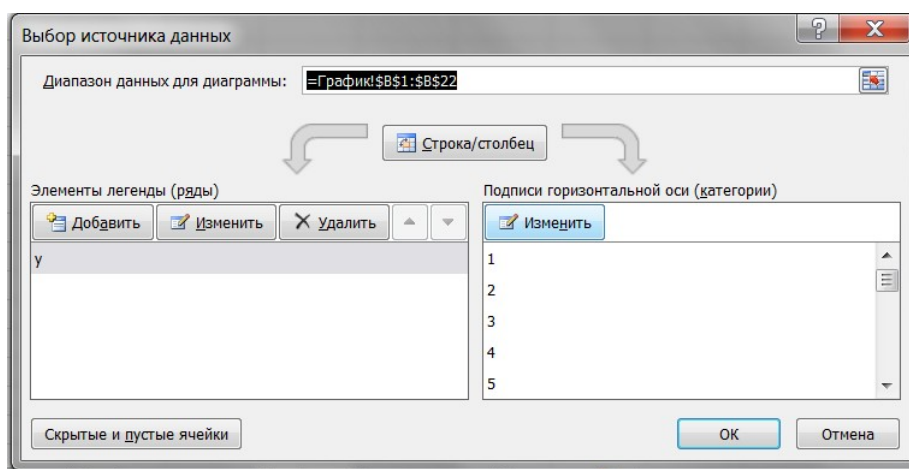 Выбор источника данных
Диапазон данных для диаграммы: =График!$B$1:$B$22
Строка/столбец
Элементы легенды (ряды)
Добавить Изменить Удалить
y
Подписи горизонтальной оси (категории)
Изменить
1
2
3
4
5
Скрытые и пустые ячейки
ОК Отмена